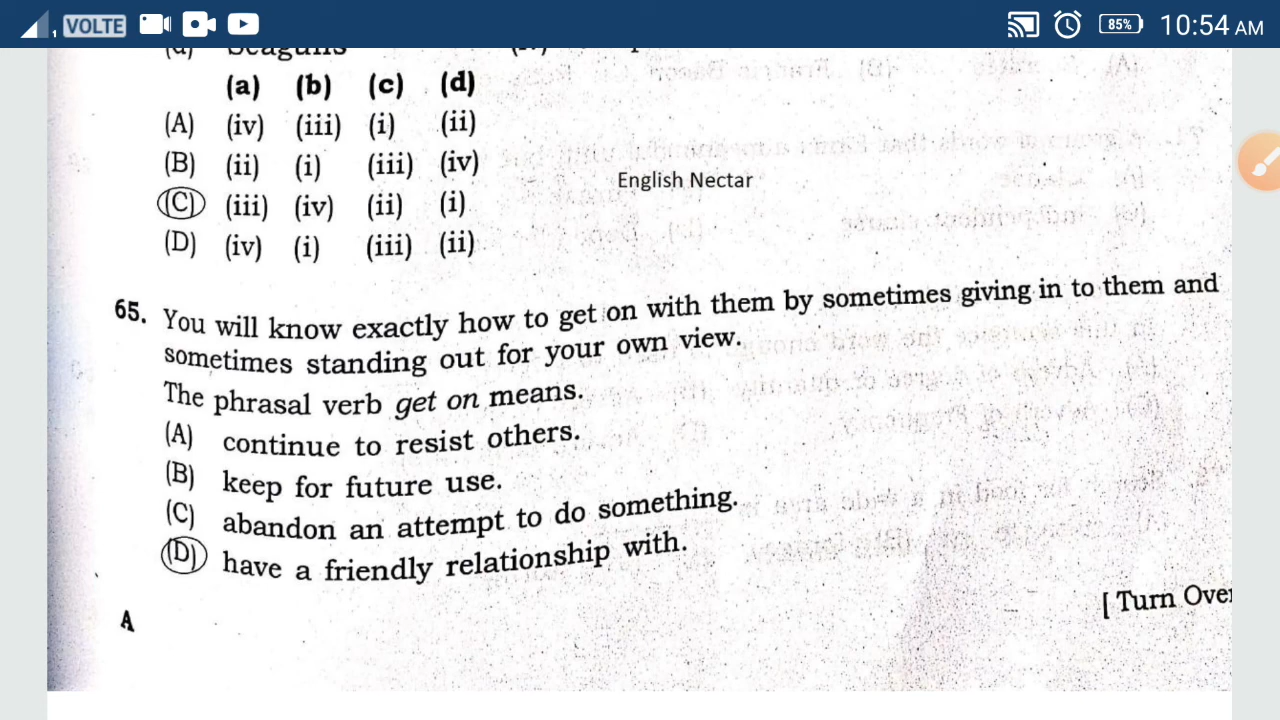 VOLTE 85% 10:54 AM
(d) Seagulls
(a) (b) (c) (d)
(A) (iv) (iii) (i) (ii)
(B) (ii) (i) (iii) (iv)
English Nectar
(C) (iii) (iv) (ii) (i)
(D) (iv) (i) (iii) (ii)
65. You will know exactly how to get on with them by sometimes giving in to them and
sometimes standing out for your own view.
The phrasal verb get on means.
(A) continue to resist others.
(B) keep for future use.
(C) abandon an attempt to do something.
(D) have a friendly relationship with.
[ Turn Over
A